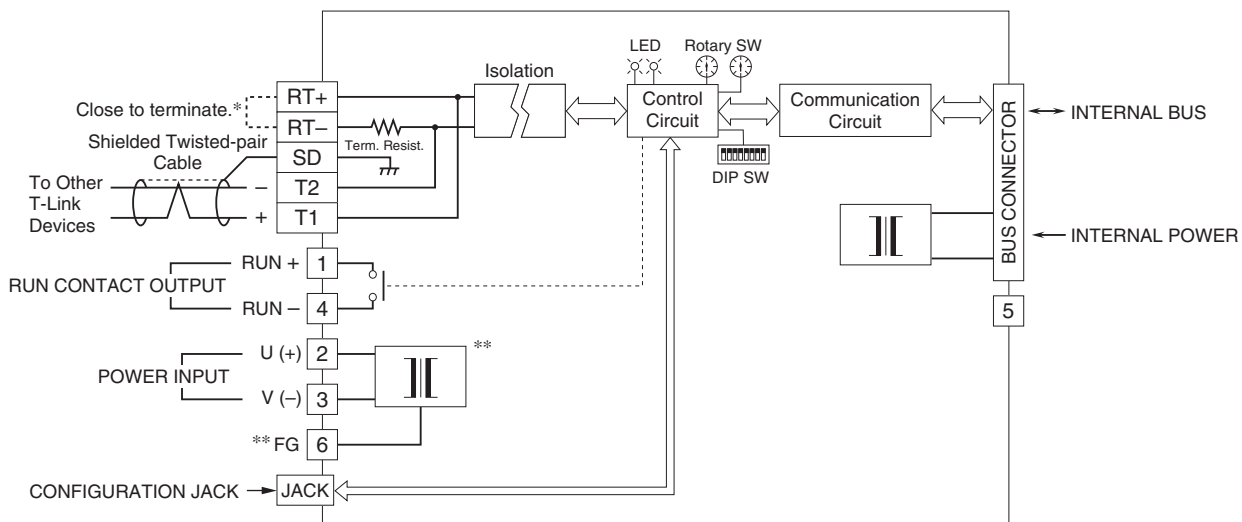 LED
Rotary SW
Isolation
Close to terminate.*
RT+
RT–
Term. Resist.
Control
Circuit
Communication
Circuit
BUS CONNECTOR
INTERNAL BUS
Shielded Twisted-pair
Cable
SD
DIP SW
To Other
T-Link
Devices
– T2
+ T1
INTERNAL POWER
RUN + 1
RUN CONTACT OUTPUT
RUN – 4
5
U (+) 2
**
POWER INPUT
V (–) 3
** FG 6
CONFIGURATION JACK
JACK